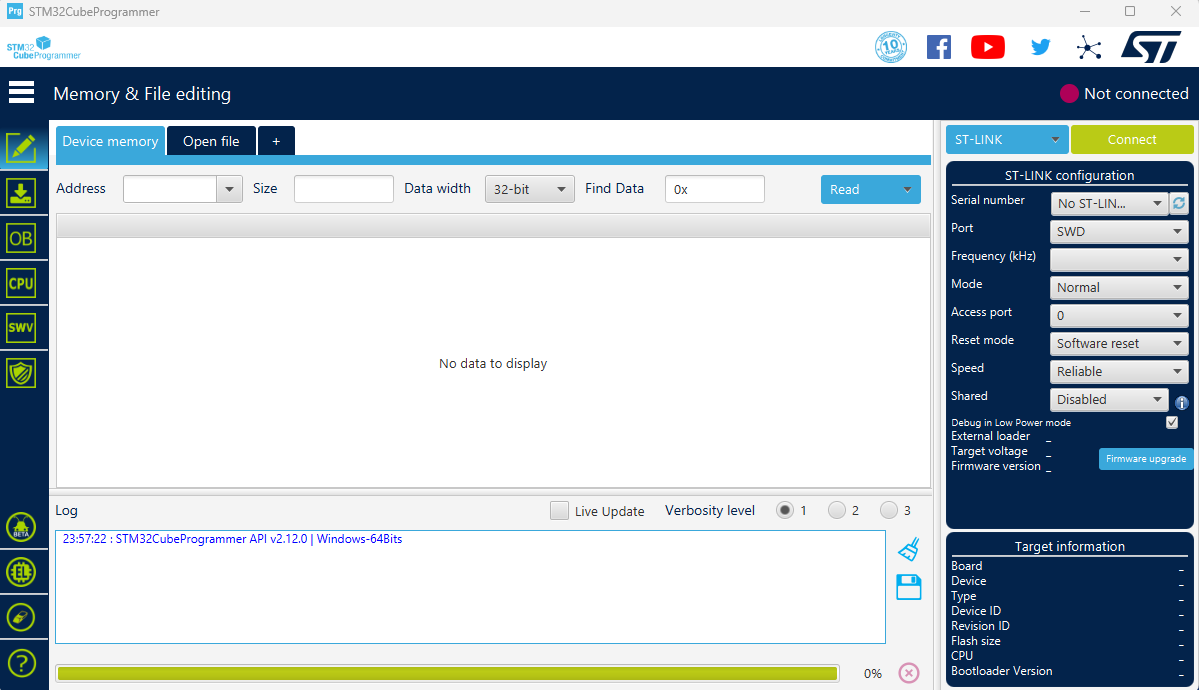 Prg STM32CubeProgrammer
STM32
CubeProgrammer
10
Memory & File editing
Not connected
Device memory
Open file
+
ST-LINK
Connect
Address
Size
Data width
32-bit
Find Data
0x
Read
ST-LINK configuration
Serial number
No ST-LIN...
Port
SWD
Frequency (kHz)
Mode
Normal
Access port
0
Reset mode
Software reset
Speed
Reliable
Shared
Disabled
Debug in Low Power mode
External loader _
Target voltage _
Firmware version _
Firmware upgrade
OB
CPU
SWV
No data to display
Log
Live Update
Verbosity level
1
2
3
23:57:22 : STM32CubeProgrammer API v2.12.0 | Windows-64Bits
BETA
EL
?
0%
Target information
Board _
Device _
Type _
Device ID _
Revision ID _
Flash size _
CPU _
Bootloader Version _